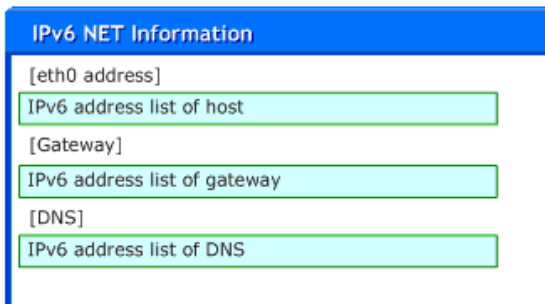 IPv6 NET Information
[eth0 address]
IPv6 address list of host
[Gateway]
IPv6 address list of gateway
[DNS]
IPv6 address list of DNS